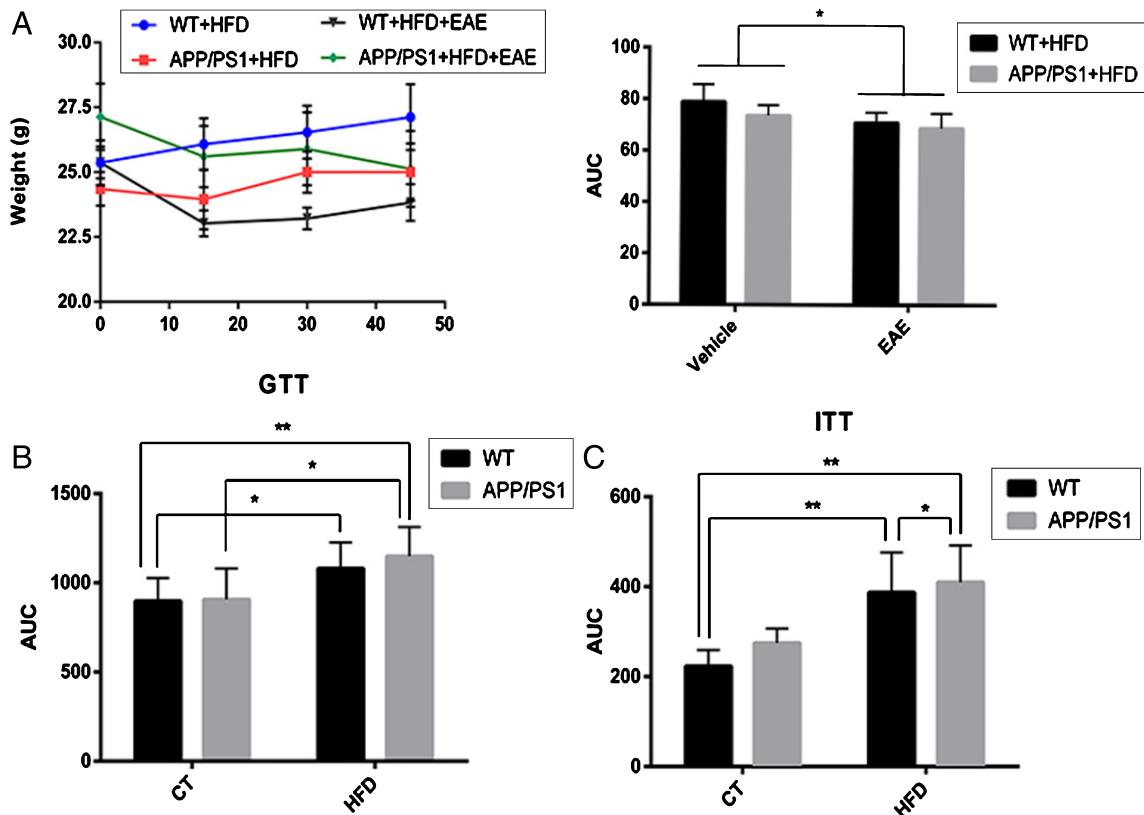 A
WT+HFD
WT+HFD+EAE
APP/PS1+HFD
APP/PS1+HFD+EAE
Weight (g)
30.0
27.5
25.0
22.5
20.0
0 10 20 30 40 50
*
WT+HFD
APP/PS1+HFD
AUC
100
80
60
40
20
0
Vehicle
EAE
GTT
B
**
*
*
WT
APP/PS1
AUC
1500
1000
500
0
CT
HFD
ITT
C
**
**
*
WT
APP/PS1
AUC
600
400
200
0
CT
HFD